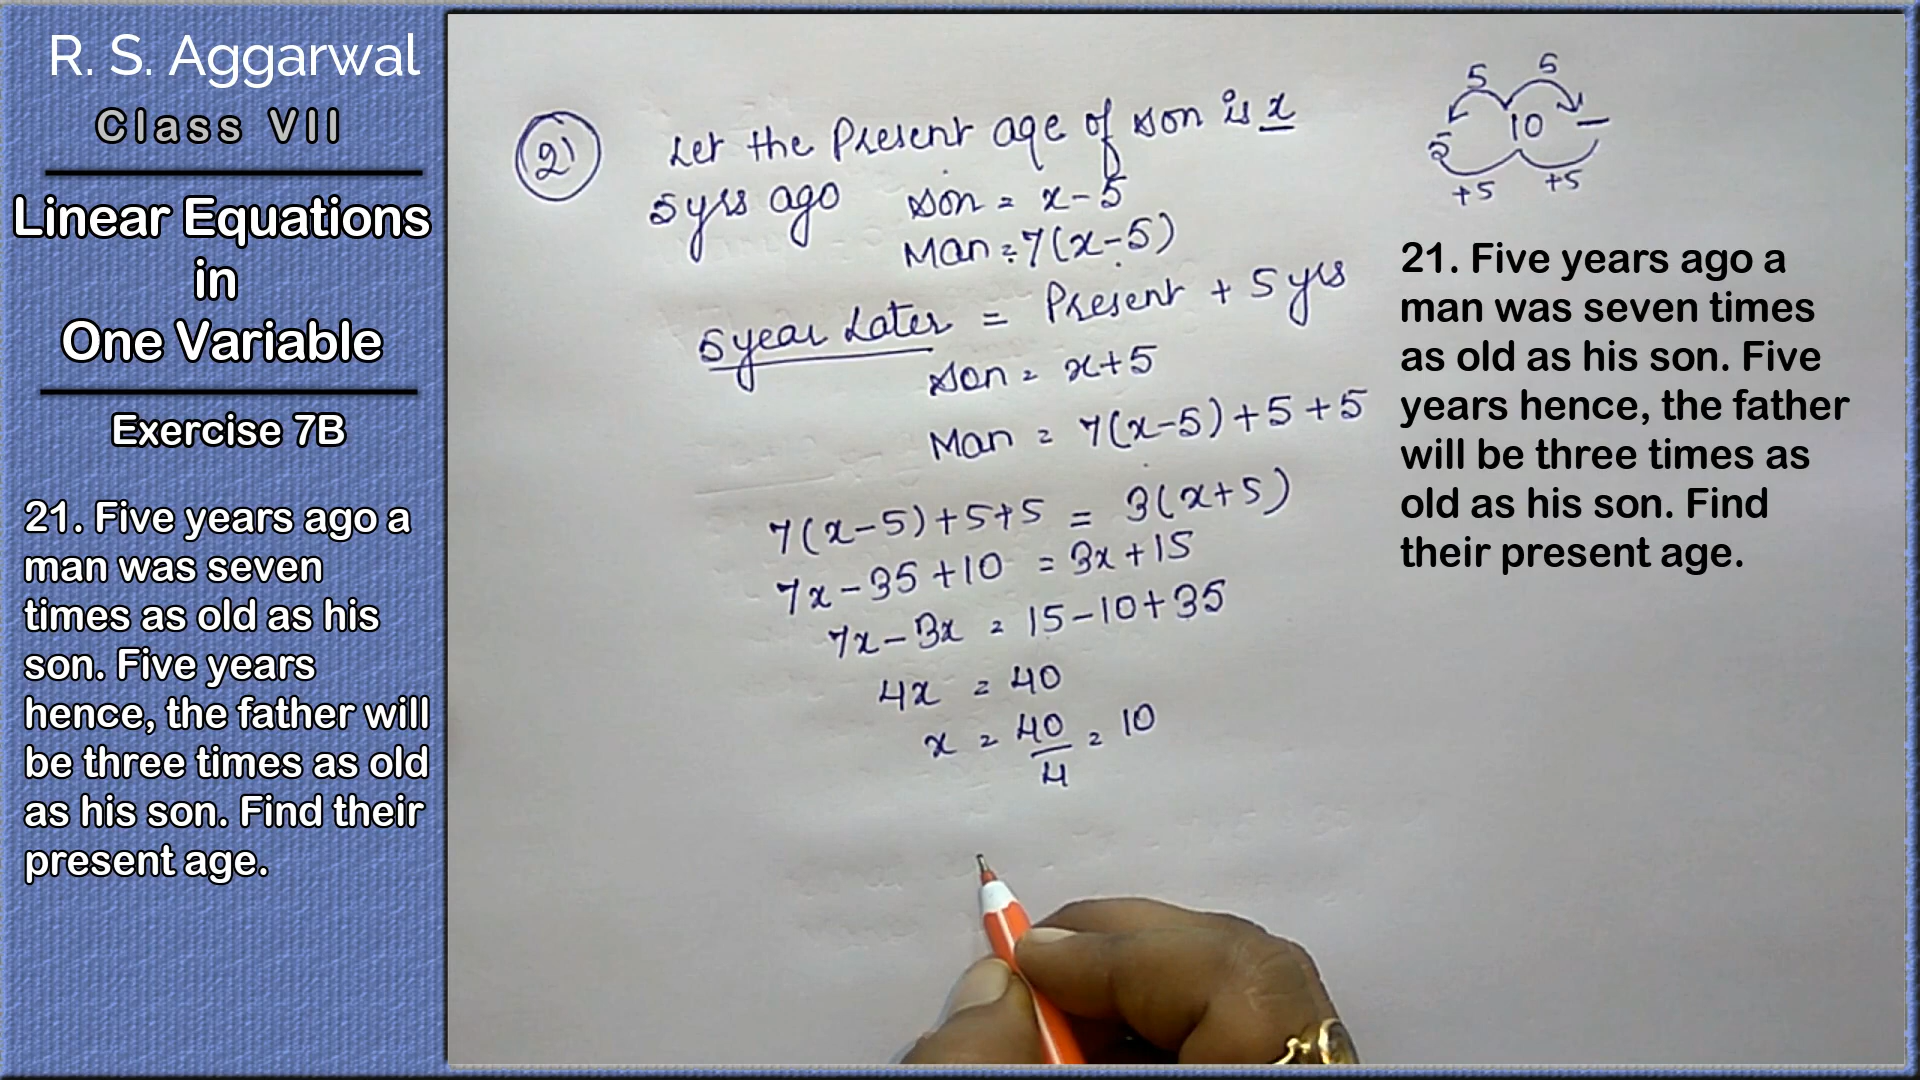 R. S. Aggarwal
Class VII
Linear Equations
in
One Variable
Exercise 7B
21. Five years ago a
man was seven
times as old as his
son. Five years
hence, the father will
be three times as old
as his son. Find their
present age.
21
Let the Present age of son is x
5 yrs ago son = x-5
Man = 7(x-5)
5 year Later = Present + 5 yrs
son = x+5
Man = 7(x-5)+5+5
7(x-5)+5+5 = 3(x+5)
7x-35+10 = 3x+15
7x-3x = 15-10+35
4x = 40
x = 40/4 = 10
5 5
5 10 —
+5 +5
21. Five years ago a
man was seven times
as old as his son. Five
years hence, the father
will be three times as
old as his son. Find
their present age.